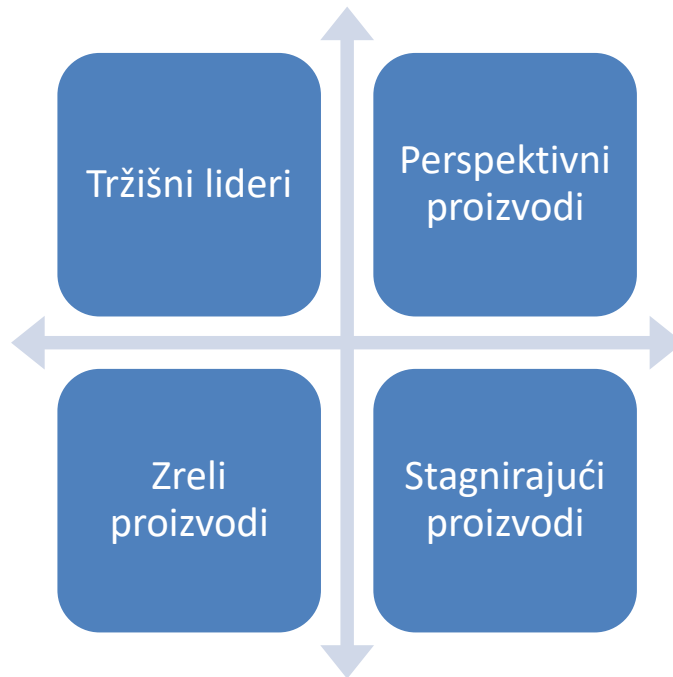 Tržišni lideri
Perspektivni
proizvodi
Zreli
proizvodi
Stagnirajući
proizvodi